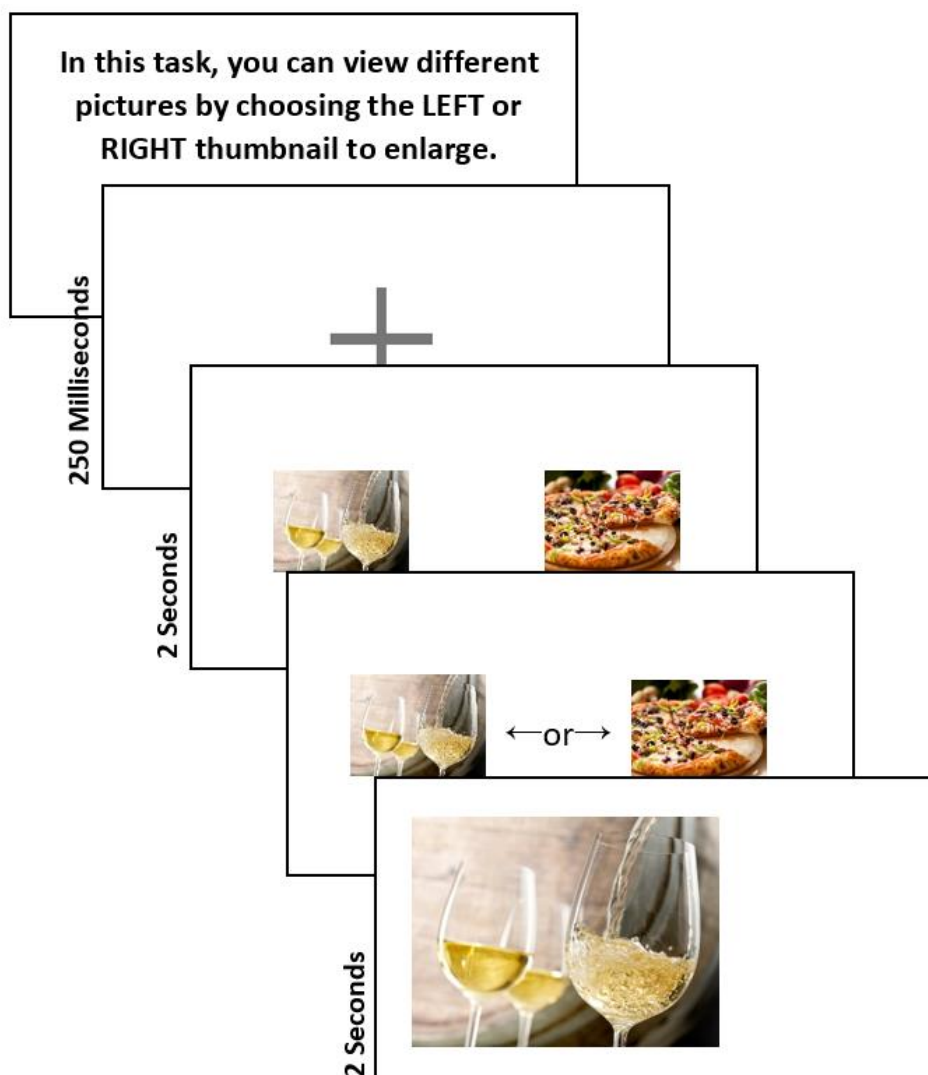 In this task, you can view different
pictures by choosing the LEFT or
RIGHT thumbnail to enlarge.
250 Milliseconds
2 Seconds
←or→
2 Seconds